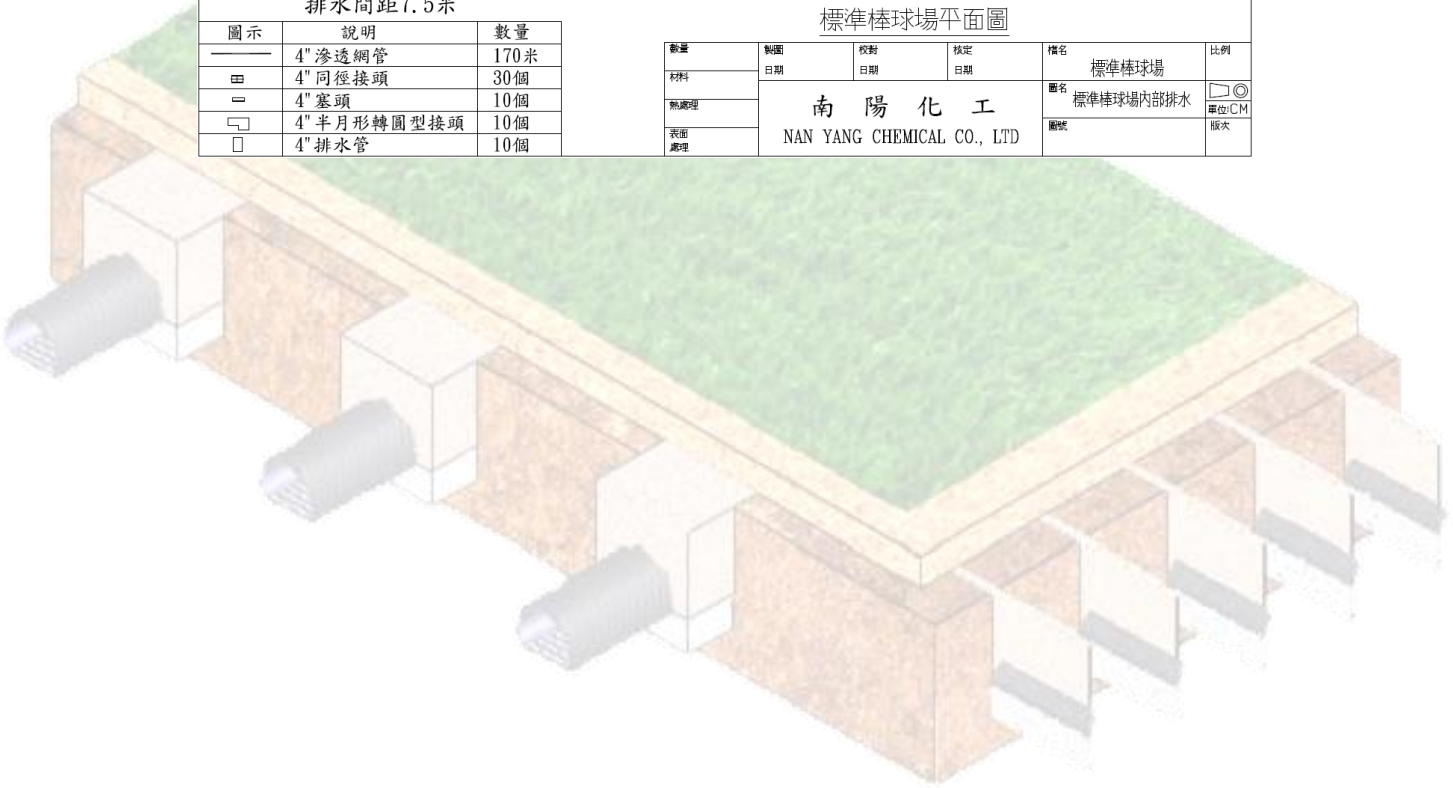 排水間距7.5米
圖示 說明 數量
4"滲透網管 170米
4"同徑接頭 30個
4"塞頭 10個
4"半月形轉圓型接頭 10個
4"排水管 10個
標準棒球場平面圖
數量 製圖 校對 核定 檔名 比例
日期 日期 日期 標準棒球場
材料
熱處理
表面
處理
南陽化工
NAN YANG CHEMICAL CO., LTD
圖名 標準棒球場內部排水
單位:CM
圖號 版次